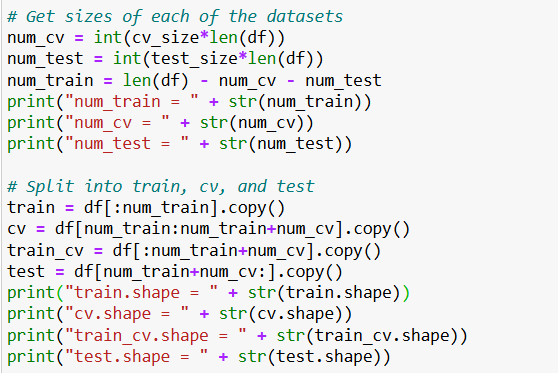 # Get sizes of each of the datasets
num_cv = int(cv_size*len(df))
num_test = int(test_size*len(df))
num_train = len(df) - num_cv - num_test
print("num_train = " + str(num_train))
print("num_cv = " + str(num_cv))
print("num_test = " + str(num_test))

# Split into train, cv, and test
train = df[:num_train].copy()
cv = df[num_train:num_train+num_cv].copy()
train_cv = df[:num_train+num_cv].copy()
test = df[num_train+num_cv:].copy()
print("train.shape = " + str(train.shape))
print("cv.shape = " + str(cv.shape))
print("train_cv.shape = " + str(train_cv.shape))
print("test.shape = " + str(test.shape))